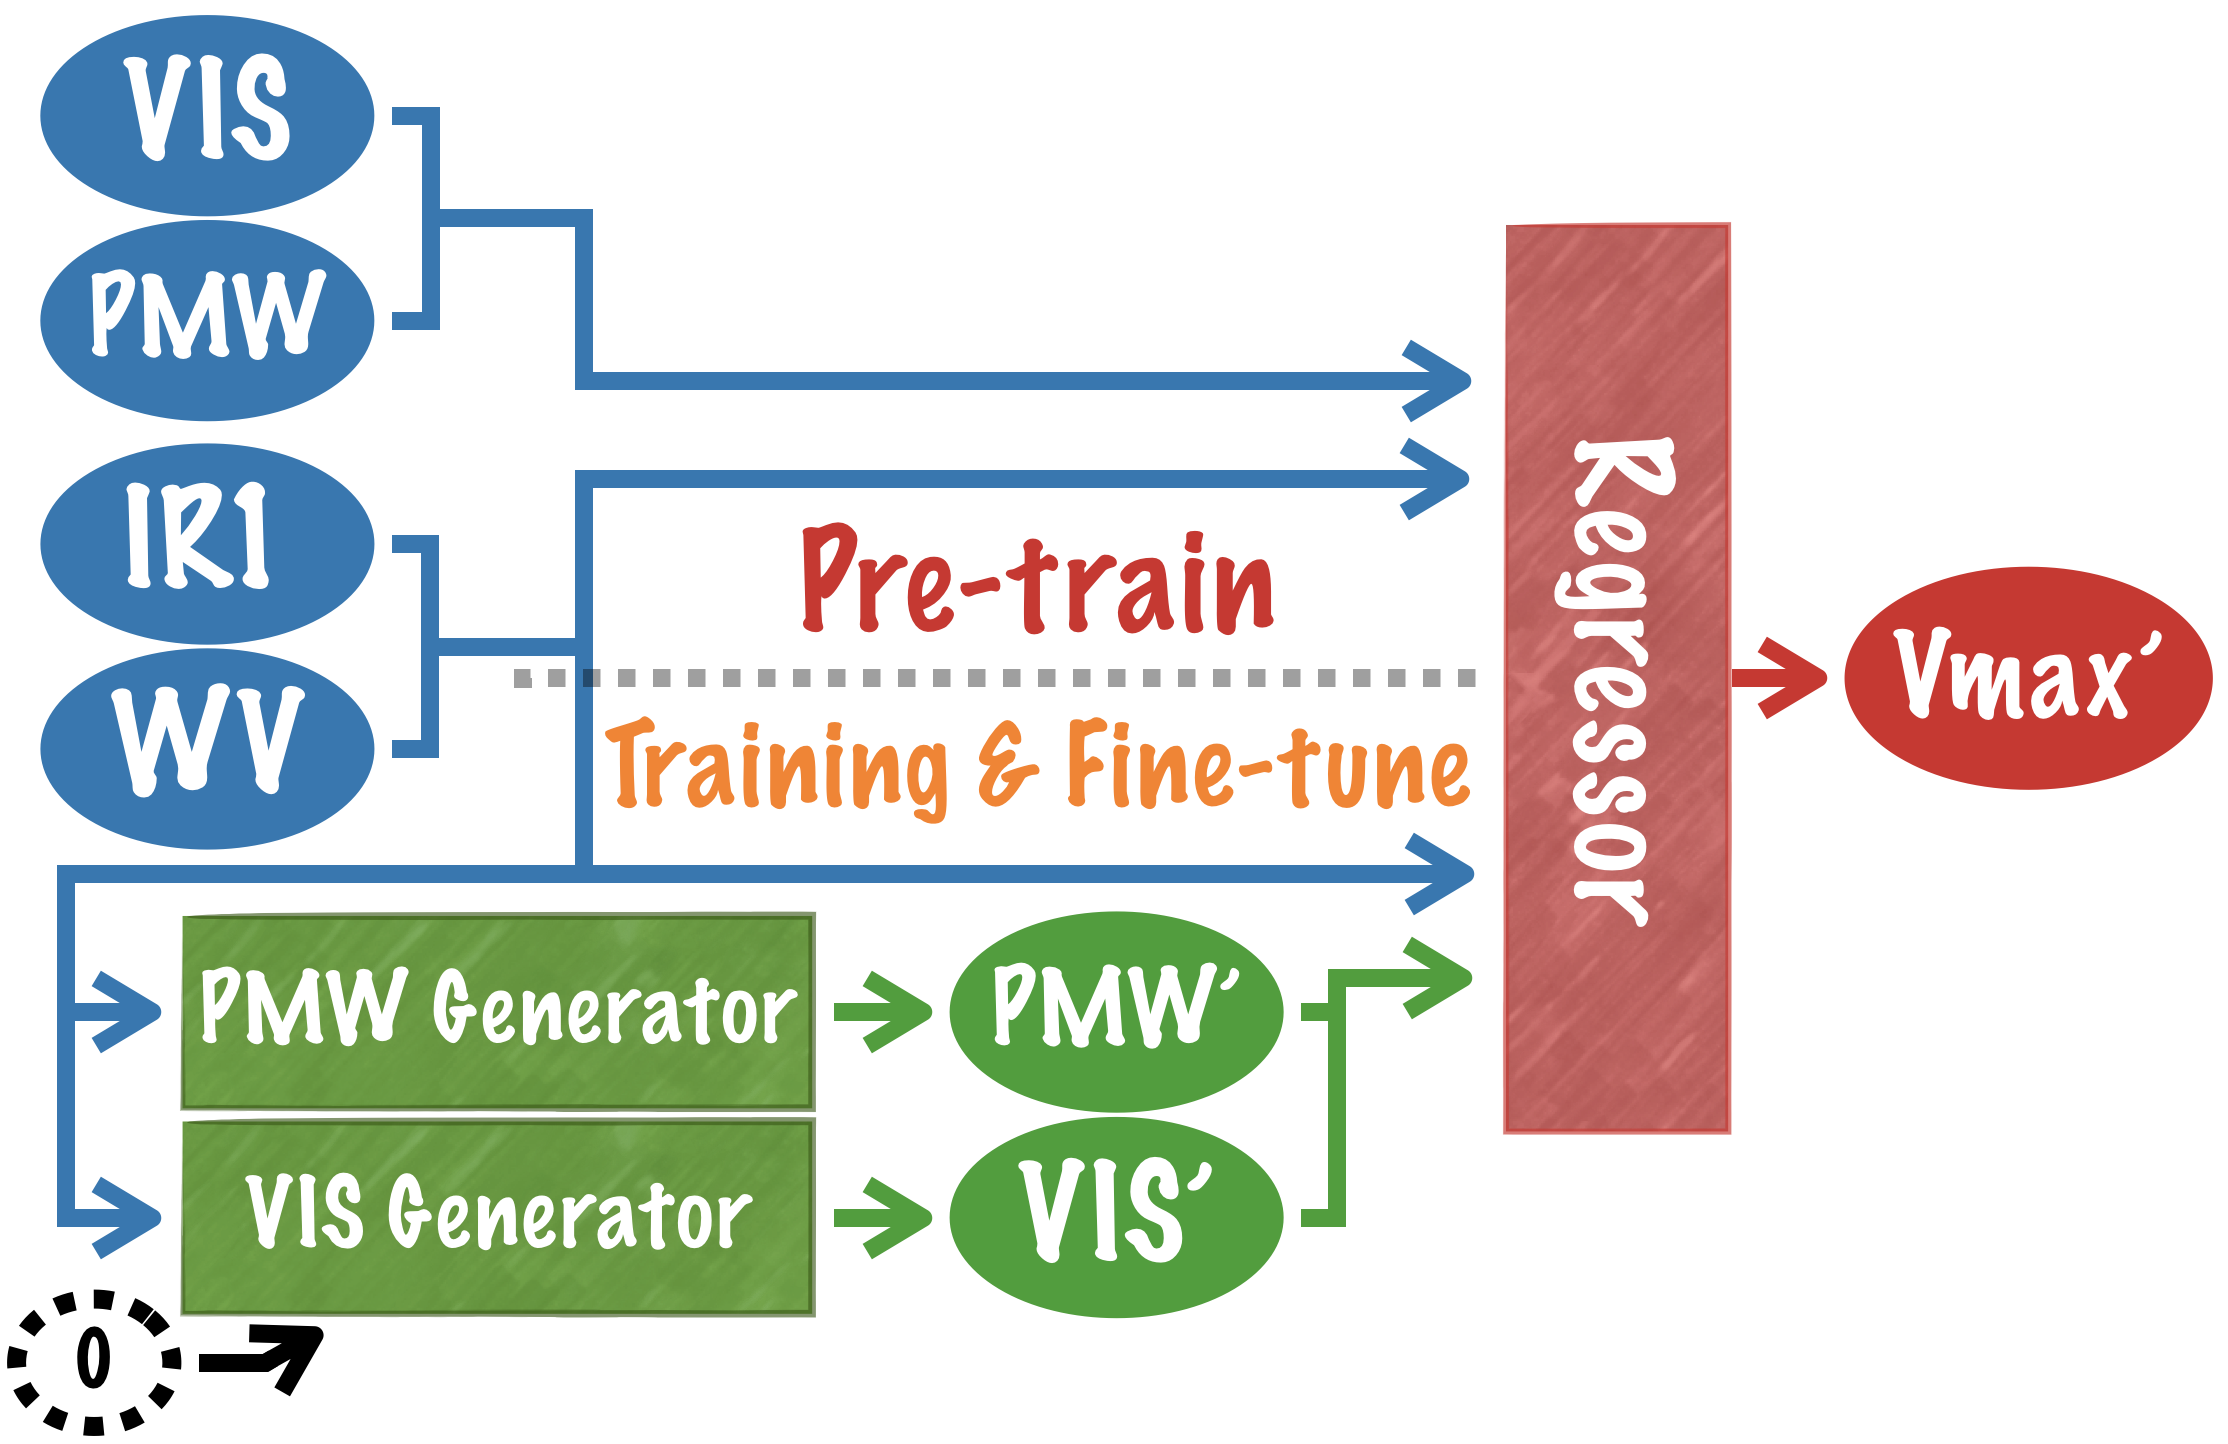 VIS
PMW
IR1
WV
Pre-train
Training & Fine-tune
Regressor
Vmax'
PMW Generator
PMW'
VIS Generator
VIS'
0